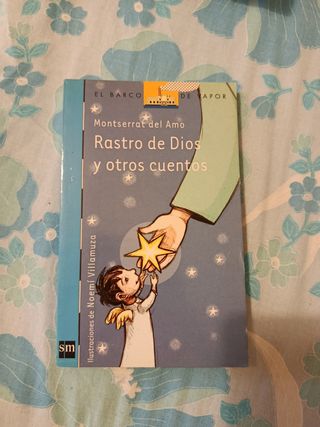 EL BARCO DE VAPOR
Montserrat del Amo
Rastro de Dios
y otros cuentos
Ilustraciones de Noemí Villamuza
sm